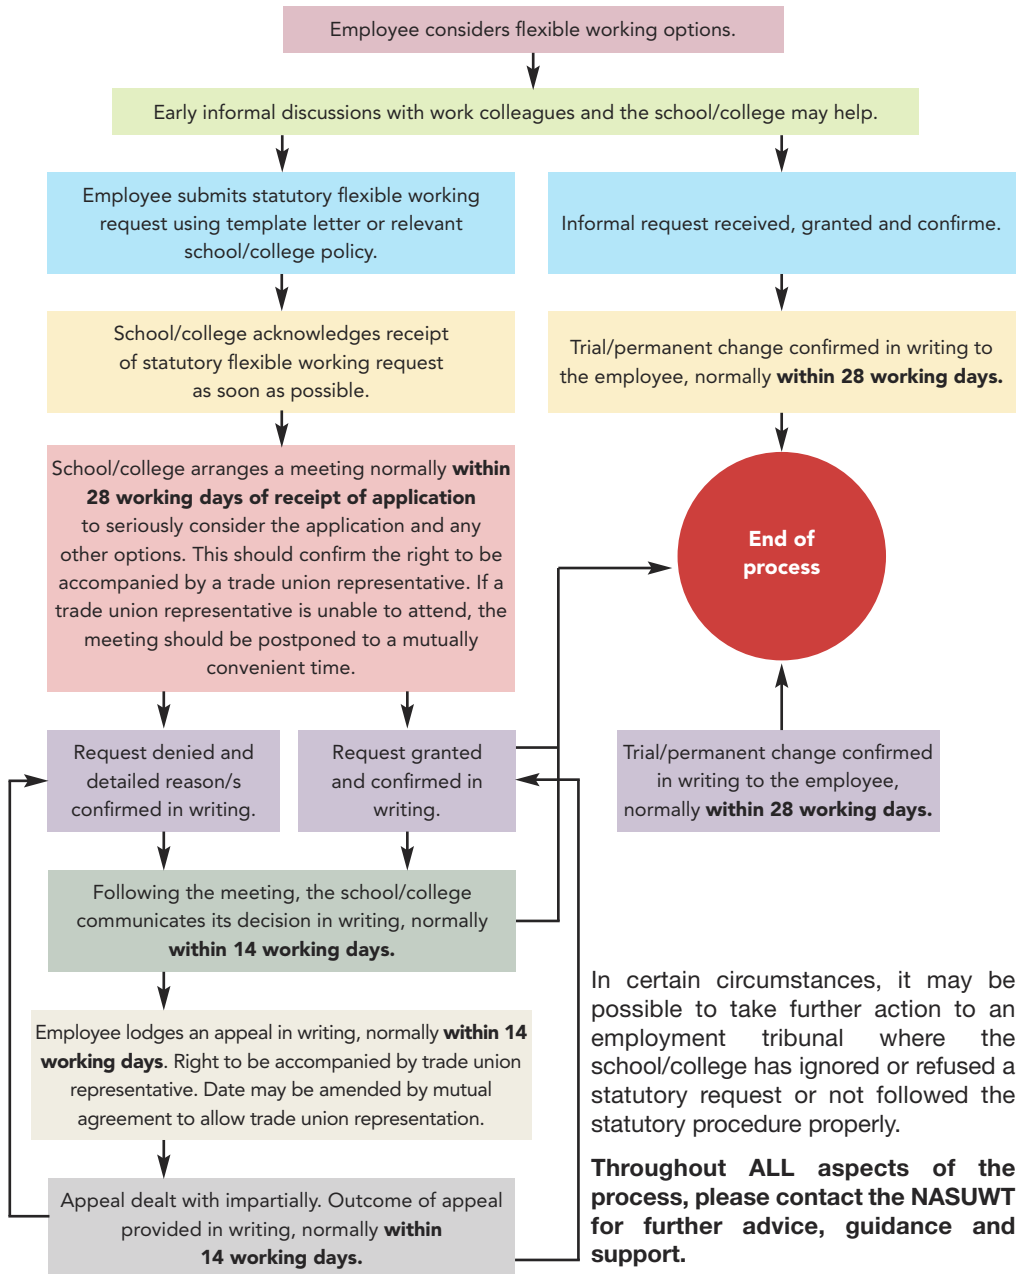 Employee considers flexible working options.
Early informal discussions with work colleagues and the school/college may help.
Employee submits statutory flexible working
request using template letter or relevant
school/college policy.
Informal request received, granted and confirme.
School/college acknowledges receipt
of statutory flexible working request
as soon as possible.
Trial/permanent change confirmed in writing to
the employee, normally within 28 working days.
School/college arranges a meeting normally within
28 working days of receipt of application
to seriously consider the application and any
other options. This should confirm the right to be
accompanied by a trade union representative. If a
trade union representative is unable to attend, the
meeting should be postponed to a mutually
convenient time.
End of
process
Request denied and
detailed reason/s
confirmed in writing.
Request granted
and confirmed in
writing.
Trial/permanent change confirmed
in writing to the employee,
normally within 28 working days.
Following the meeting, the school/college
communicates its decision in writing, normally
within 14 working days.
Employee lodges an appeal in writing, normally within 14
working days. Right to be accompanied by trade union
representative. Date may be amended by mutual
agreement to allow trade union representation.
Appeal dealt with impartially. Outcome of appeal
provided in writing, normally within
14 working days.
In certain circumstances, it may be
possible to take further action to an
employment tribunal where the
school/college has ignored or refused a
statutory request or not followed the
statutory procedure properly.
Throughout ALL aspects of the
process, please contact the NASUWT
for further advice, guidance and
support.